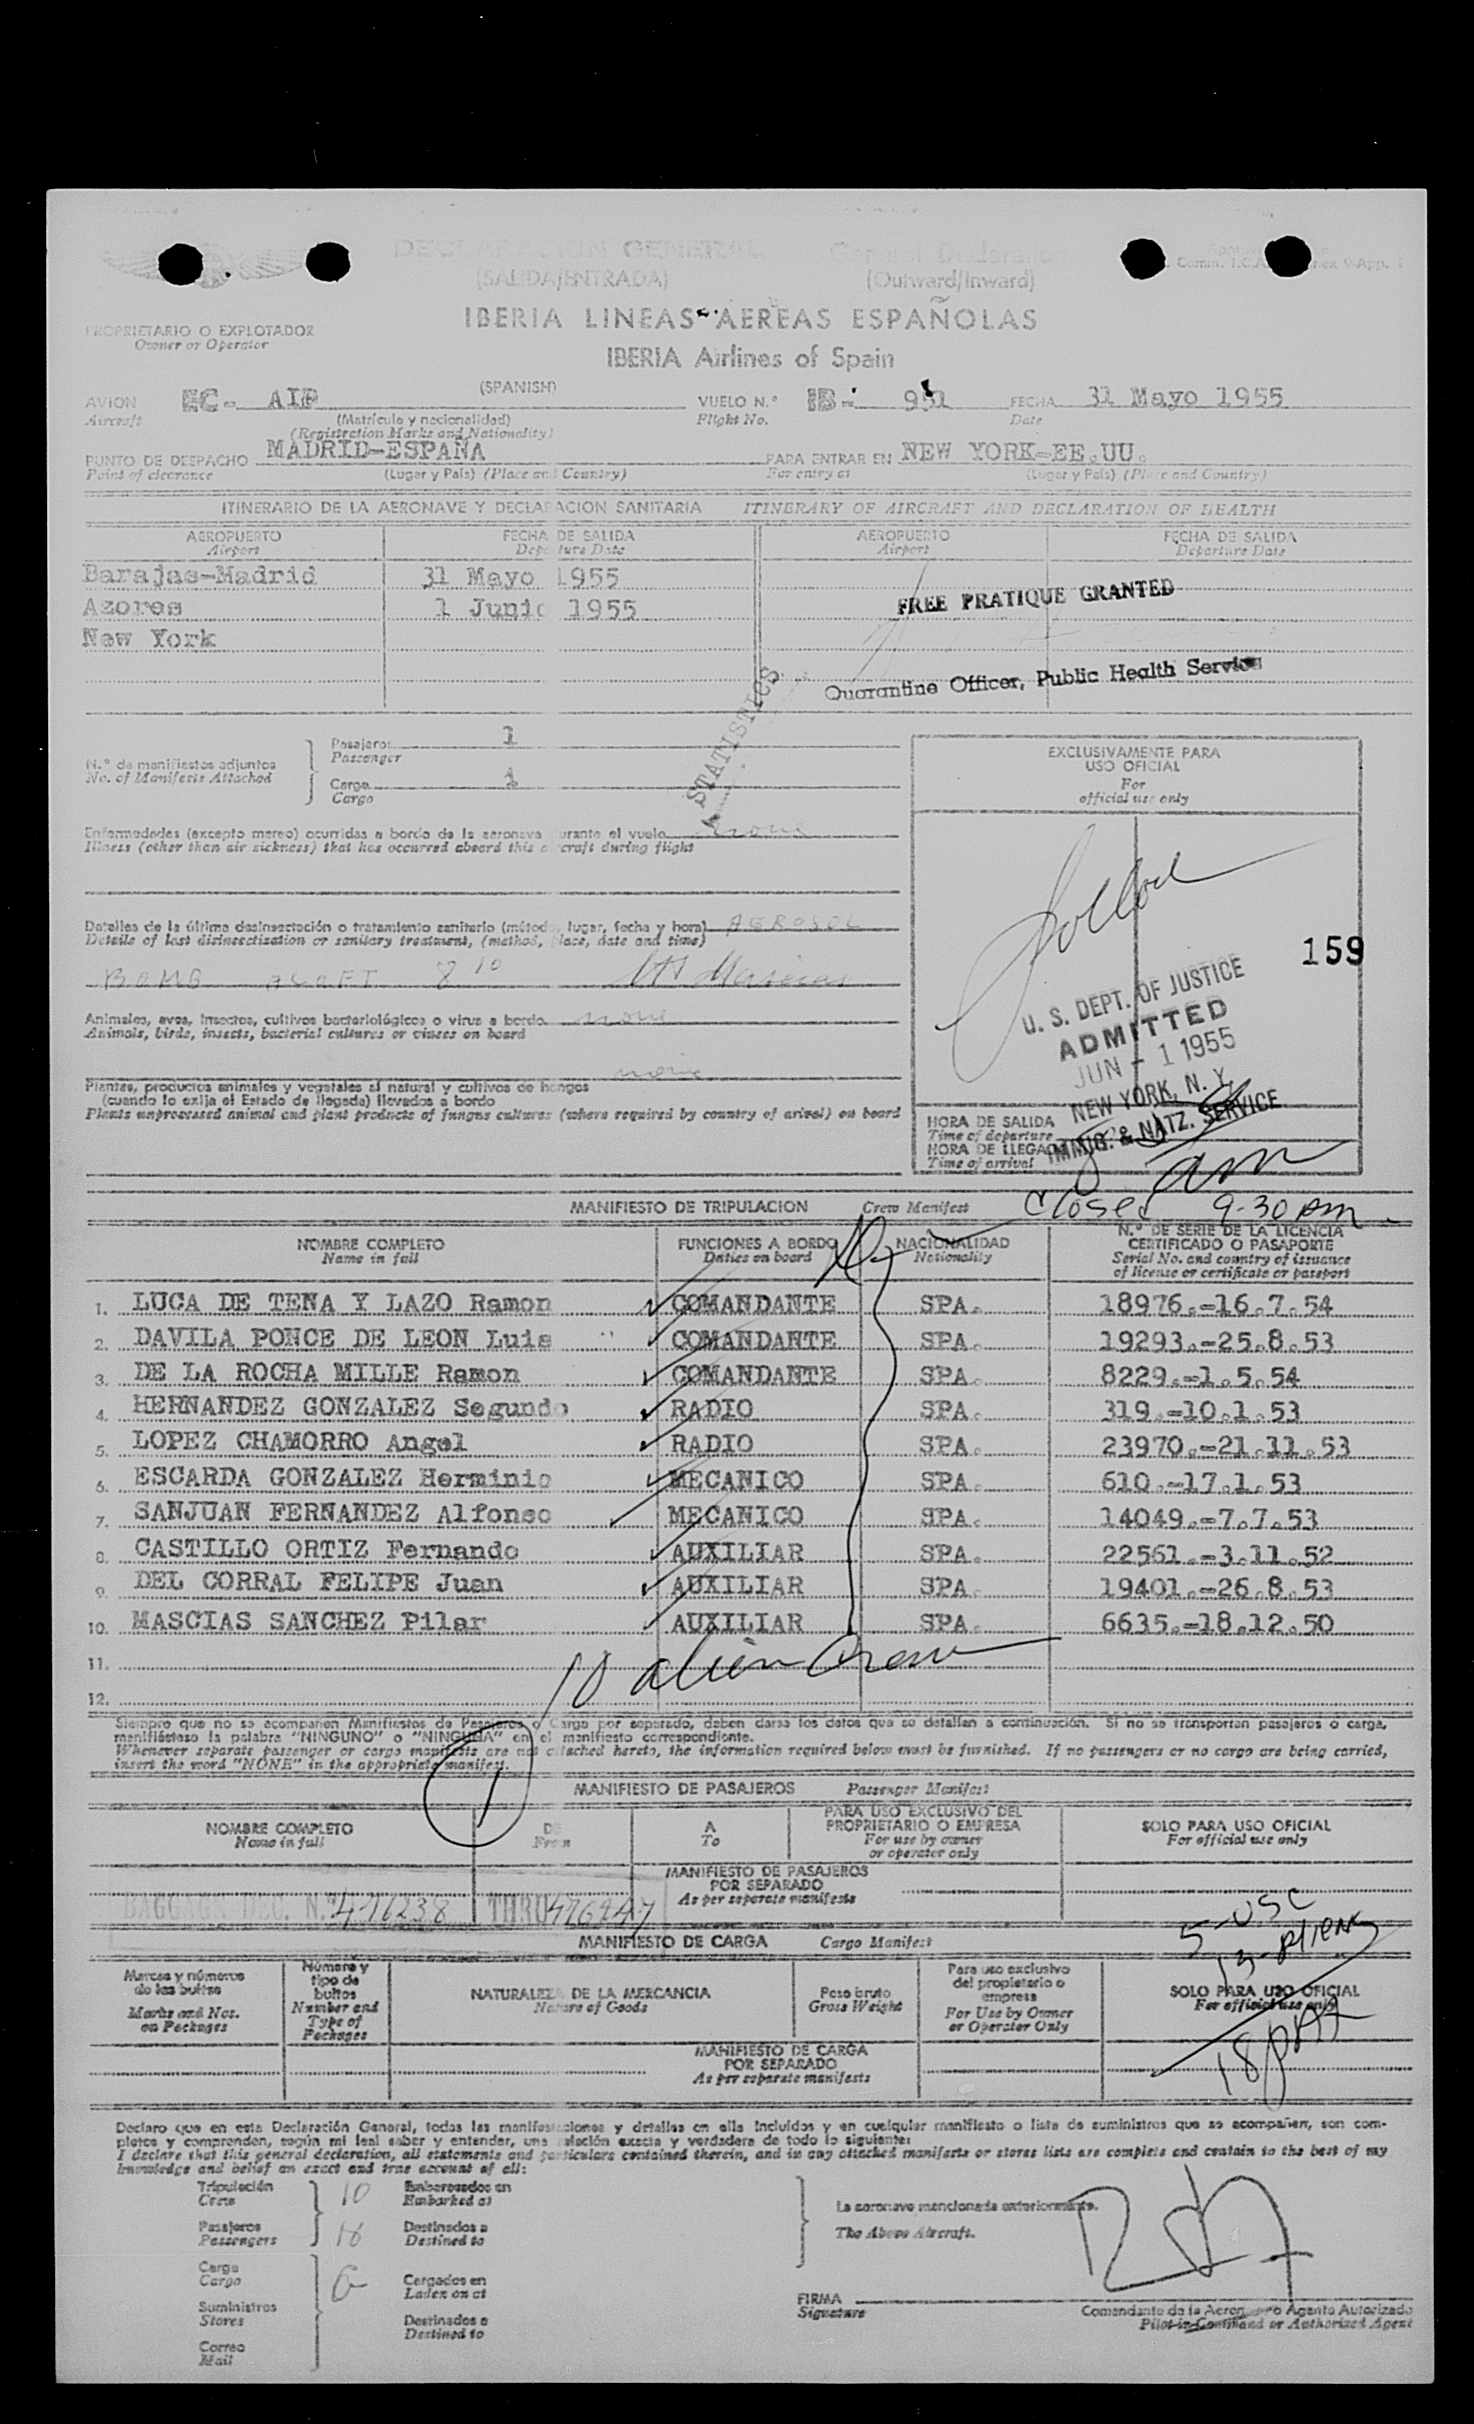 DECLARACION GENERAL General Declaration
(SALIDA/ENTRADA) (Outward/Inward)
IBERIA LINEAS AEREAS ESPAÑOLAS
PROPRIETARIO O EXPLOTADOR
Owner or Operator
IBERIA Airlines of Spain
(SPANISH)
AVION EC- AIP VUELO N.º IB- 951 FECHA 31 Mayo 1955
Aircraft (Matrícula y nacionalidad) Flight No. Date
(Registration Marks and Nationality)
PUNTO DE DESPACHO MADRID-ESPAÑA PARA ENTRAR EN NEW YORK-EE.UU.
Point of clearance (Lugar y País) (Place and Country) For entry at (Lugar y País) (Place and Country)
ITINERARIO DE LA AERONAVE Y DECLARACION SANITARIA ITINERARY OF AIRCRAFT AND DECLARATION OF HEALTH
AEROPUERTO FECHA DE SALIDA AEROPUERTO FECHA DE SALIDA
Airport Departure Date Airport Departure Date
Barajas-Madrid 31 Mayo 1955
Azores 1 Junio 1955
New York
FREE PRATIQUE GRANTED
Quarantine Officer, Public Health Service
STATISTICS
N.º de manifiestos adjuntos
No. of Manifests Attached
Pasajeros 1
Passenger
Carga 1
Cargo
Enfermedades (excepto mareo) ocurridas a bordo de la aeronave durante el vuelo none
Illness (other than air sickness) that has occurred aboard this aircraft during flight
Detalles de la última desinsectación o tratamiento sanitario (método, lugar, fecha y hora) AEROSOL
Details of last disinsectization or sanitary treatment, (method, place, date and time)
BOMB ALOFT 8 10
Animales, aves, insectos, cultivos bacteriológicos o virus a bordo none
Animals, birds, insects, bacterial cultures or viuses on board
none
Plantas, productos animales y vegetales al natural y cultivos de hongos
(cuando lo exija el Estado de llegada) llevados a bordo
Plants unprocessed animal and plant products of fungus cultures (where required by country of arival) on board
EXCLUSIVAMENTE PARA
USO OFICIAL
For
official use only
159
U. S. DEPT. OF JUSTICE
ADMITTED
JUN - 1 1955
NEW YORK, N. Y.
IMMIG. & NATZ. SERVICE
HORA DE SALIDA
Time of departure
HORA DE LLEGADA
Time of arrival
am
MANIFIESTO DE TRIPULACION Crew Manifest
Closed 9-30 pm
NOMBRE COMPLETO FUNCIONES A BORDO NACIONALIDAD N.º DE SERIE DE LA LICENCIA
Name in full Duties on board Nationality CERTIFICADO O PASAPORTE
Serial No. and country of issuance
of license or certificate or passport
1. LUCA DE TENA Y LAZO Ramon COMANDANTE SPA. 18976.-16.7.54
2. DAVILA PONCE DE LEON Luis " COMANDANTE SPA. 19293.-25.8.53
3. DE LA ROCHA MILLE Ramon COMANDANTE SPA. 8229.-1.5.54
4. HERNANDEZ GONZALEZ Segundo RADIO SPA. 319.-10.1.53
5. LOPEZ CHAMORRO Angel RADIO SPA. 23970.-21.11.53
6. ESCARDA GONZALEZ Herminio MECANICO SPA. 610.-17.1.53
7. SANJUAN FERNANDEZ Alfonso MECANICO SPA. 14049.-7.7.53
8. CASTILLO ORTIZ Fernando AUXILIAR SPA. 22561.-3.11.52
9. DEL CORRAL FELIPE Juan AUXILIAR SPA. 19401.-26.8.53
10. MASCIAS SANCHEZ Pilar AUXILIAR SPA. 6635.-18.12.50
11.
10 alien crew
12.
Siempre que no se acompañen Manifiestos de Pasajeros o Carga por separado, deben darse los datos que se detallan a continuación. Si no se transportan pasajeros o carga,
manifiéstese la palabra "NINGUNO" o "NINGUNA" en el manifiesto correspondiente.
Whenever separate passenger or cargo manifests are not attached hereto, the information required below must be furnished. If no passengers or no cargo are being carried,
insert the word "NONE" in the appropriate manifest.
1
MANIFIESTO DE PASAJEROS Passenger Manifest
NOMBRE COMPLETO DE A PARA USO EXCLUSIVO DEL PROPRIETARIO O EMPRESA SOLO PARA USO OFICIAL
Name in full From To For use by owner or operator only For official use only
MANIFIESTO DE PASAJEROS
POR SEPARADO
As per separate manifests
BAGGAGE DEC. N.º 476238 THRU 476247
5-USC
13-Aliens
18 pax
MANIFIESTO DE CARGA Cargo Manifest
Marcas y números de los bultos Número y tipo de bultos NATURALEZA DE LA MERCANCIA Peso bruto Para uso exclusivo del propietario o empresa SOLO PARA USO OFICIAL
Marks and Nos. on Packages Number and Type of Packages Nature of Goods Gross Weight For Use by Owner or Operator Only For official use only
MANIFIESTO DE CARGA
POR SEPARADO
As per separate manifests
Declaro que en esta Declaración General, todas las manifestaciones y detalles en ella incluídos y en cualquier manifiesto o lista de suministros que se acompañen, son com-
pletos y comprenden, según mi leal saber y entender, una relación exacta y verdadera de todo lo siguiente:
I declare that this general declaration, all statements and particulars contained therein, and in any attached manifests or stores lists are complete and contain to the best of my
knowledge and belief an exact and true account of all:
Tripulación 10 Embarcados en
Crew Embarked at
Pasajeros 18 Destinados a
Passengers Destined to
La aeronave mencionada anteriormente.
The Above Aircraft.
Carga Cargados en
Cargo Laden on at
Suministros Destinados a
Stores Destined to
Correo
Mail
FIRMA
Signature
Comandante de la Aeronave o Agente Autorizado
Pilot-in-Command or Authorized Agent